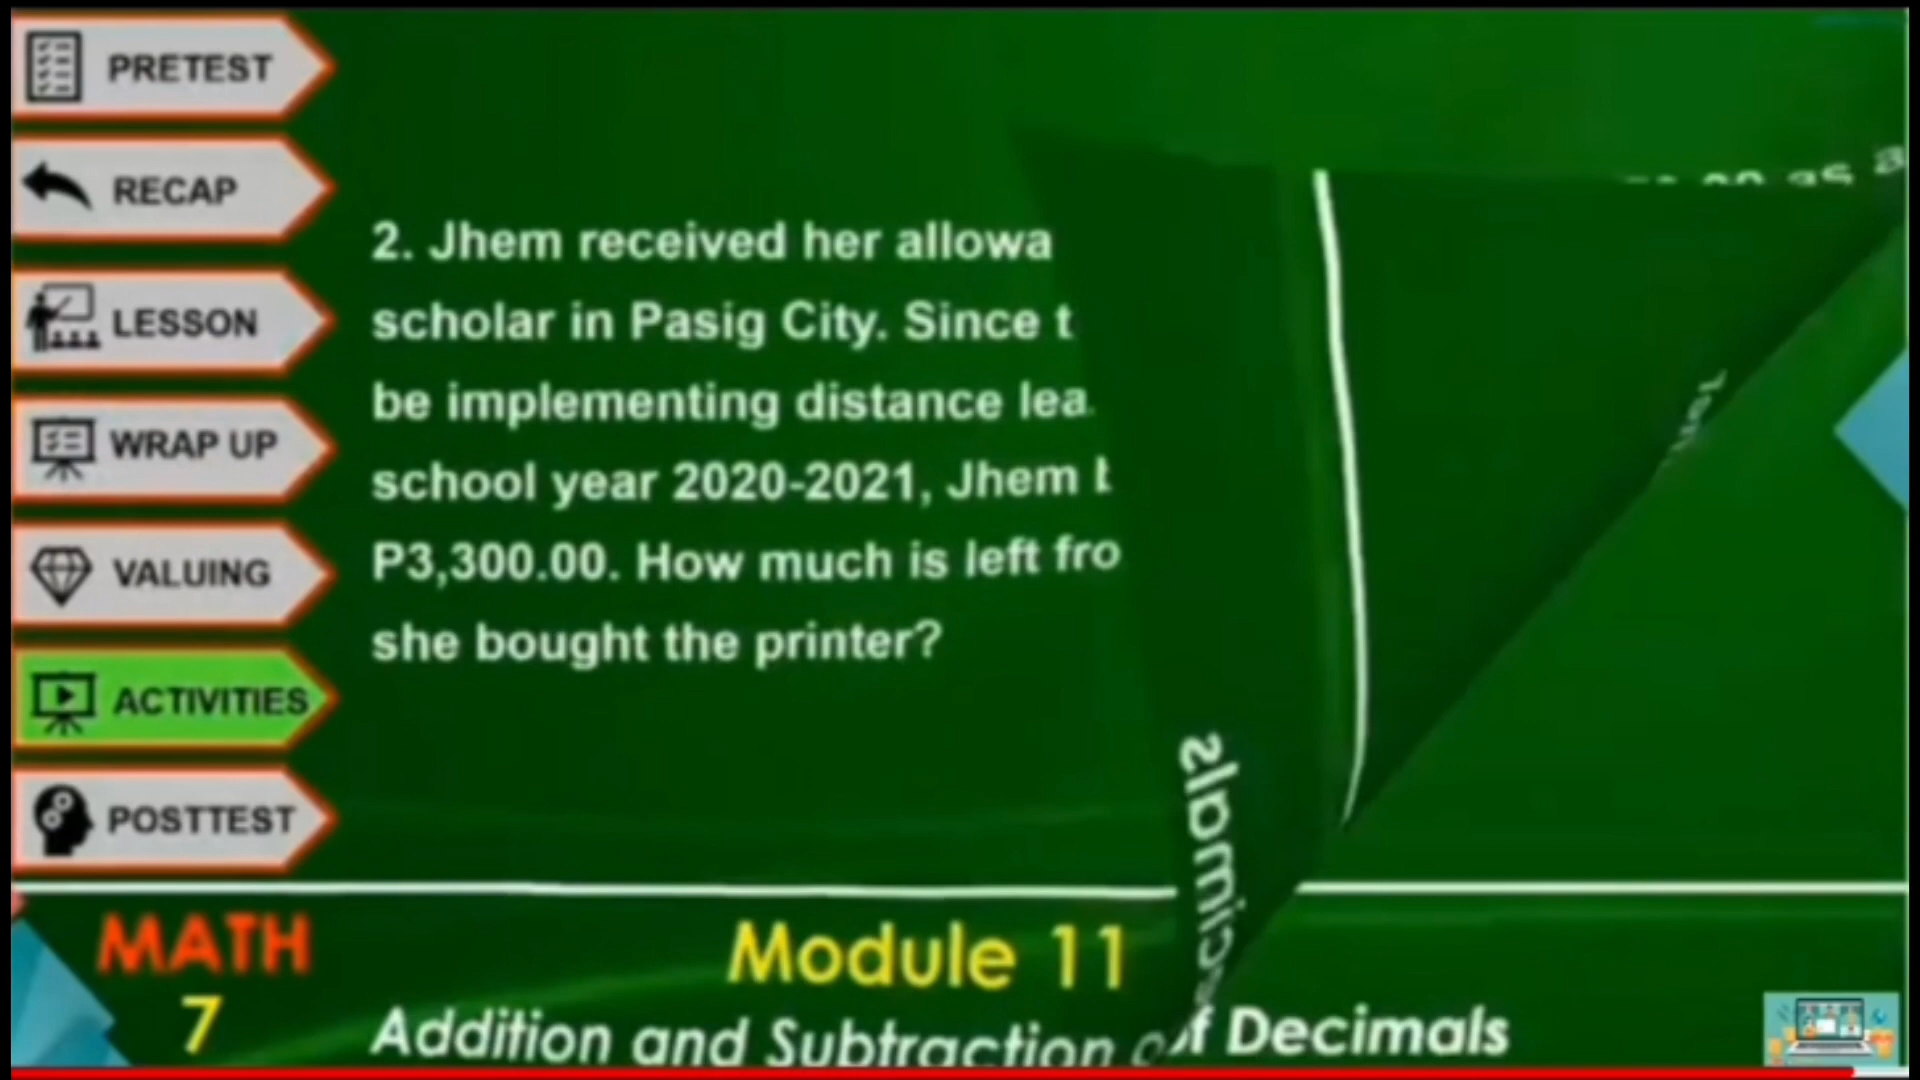 PRETEST
RECAP
LESSON
WRAP UP
VALUING
ACTIVITIES
POSTTEST
2. Jhem received her allowa
scholar in Pasig City. Since t
be implementing distance lea
school year 2020-2021, Jhem
P3,300.00. How much is left fro
she bought the printer?
MATH
7
Module 11
Addition and Subtraction of Decimals